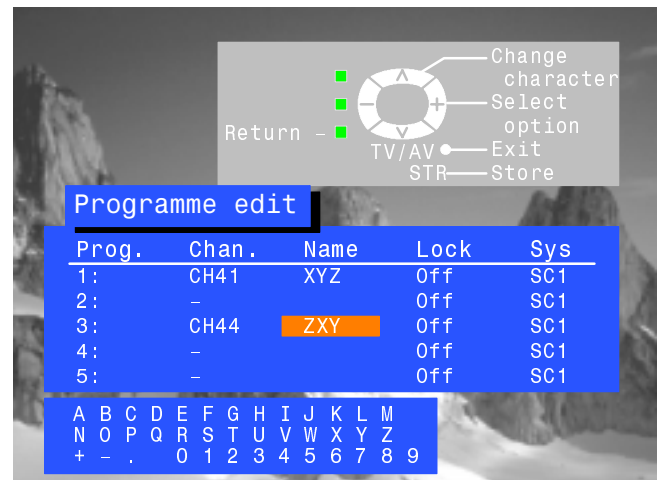 Change
character
Select
option
Return –
TV/AV Exit
STR Store
Programme edit
Prog. Chan. Name Lock Sys
1: CH41 XYZ Off SC1
2: – Off SC1
3: CH44 ZXY Off SC1
4: – Off SC1
5: – Off SC1
A B C D E F G H I J K L M
N O P Q R S T U V W X Y Z
+ – . 0 1 2 3 4 5 6 7 8 9